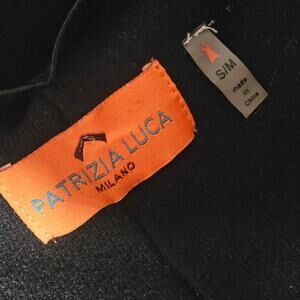 PATRIZIA LUCA
MILANO
S/M
made in
China